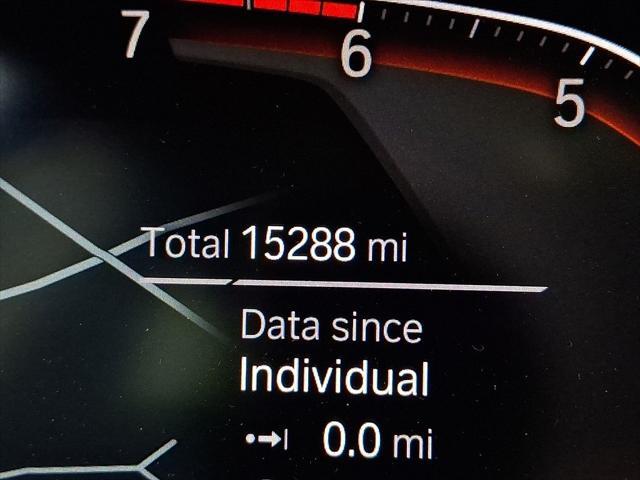 7
6
5
Total 15288 mi
Data since
Individual
0.0 mi